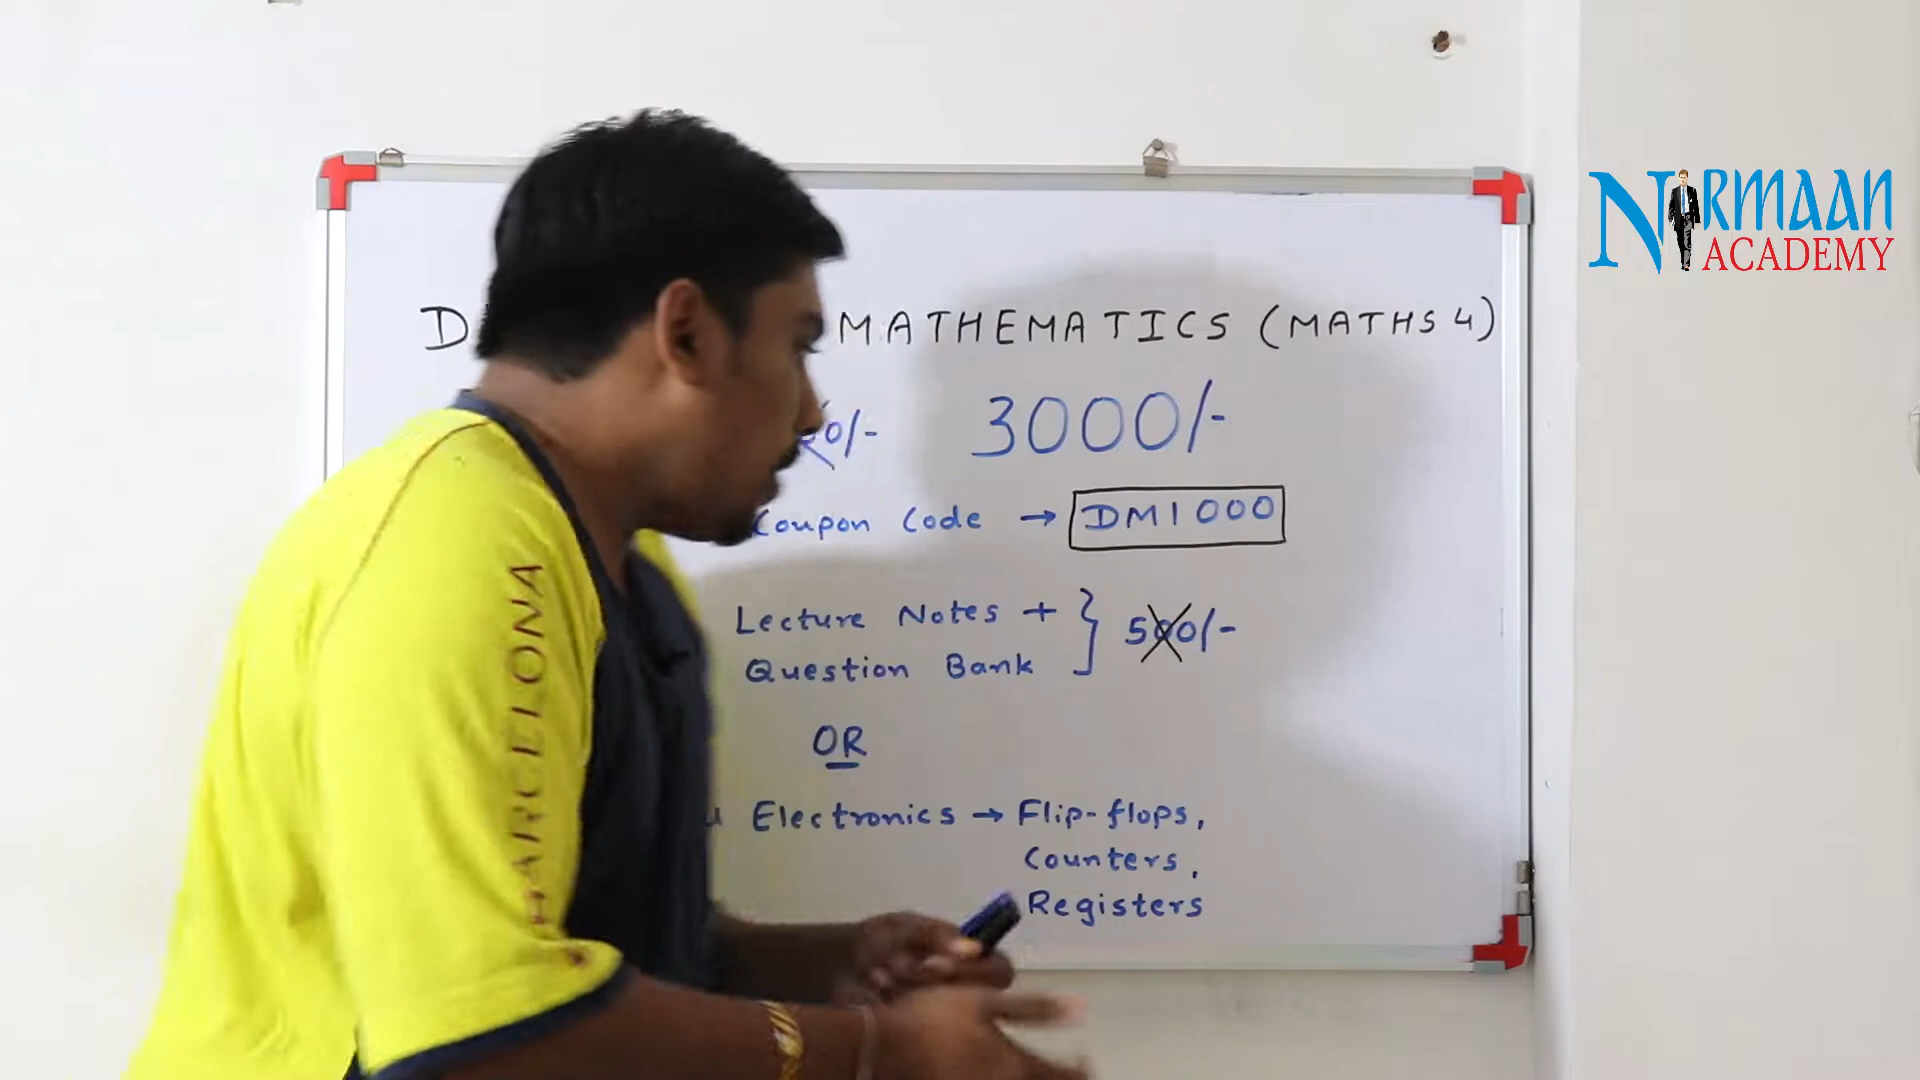 NIRMAAN
ACADEMY
MATHEMATICS (MATHS 4)
0/- 3000/-
Coupon Code → DM1000
Lecture Notes +
Question Bank } 500/-
OR
Electronics → Flip-flops,
Counters,
Registers
BARCELONA